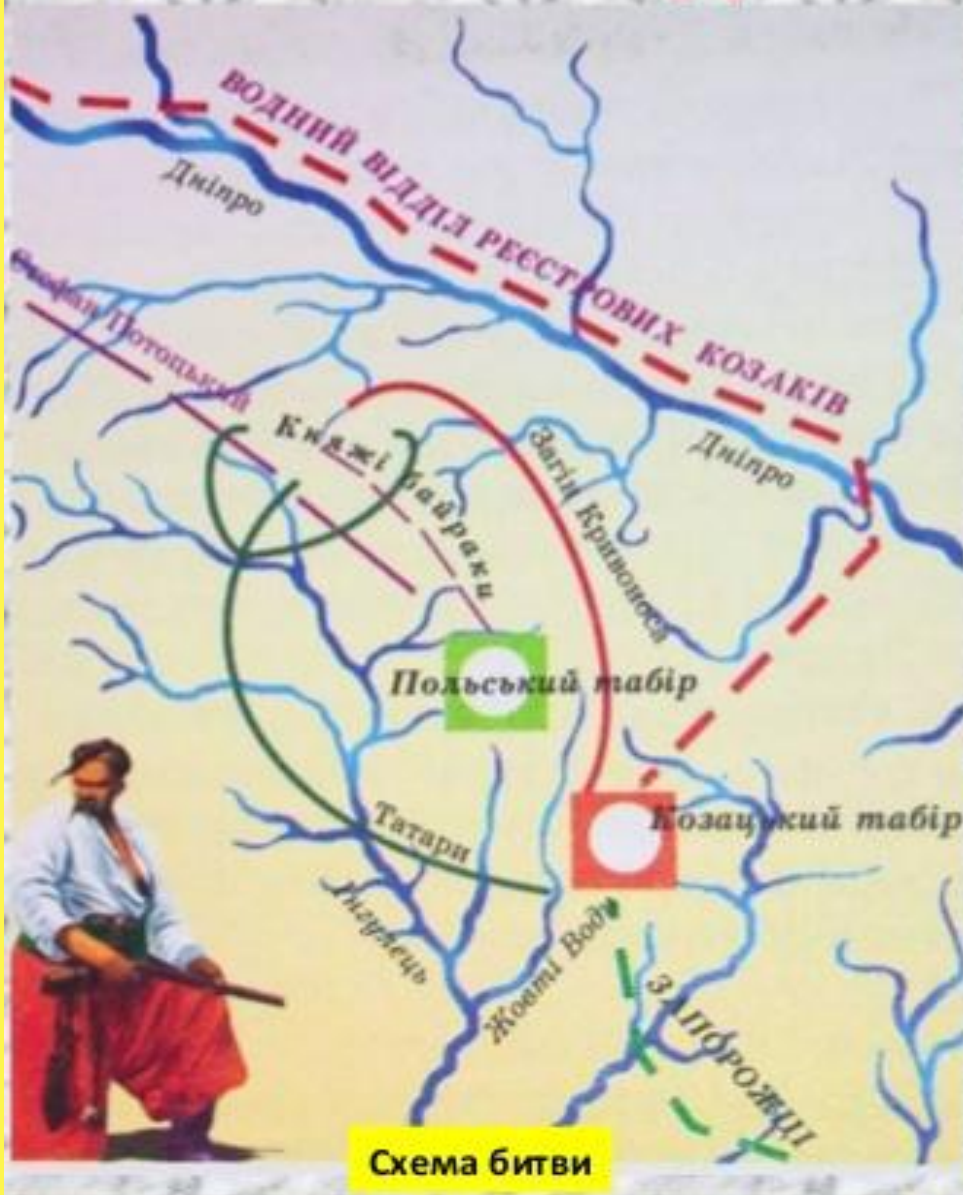 ВОДНИЙ ВІДДІЛ РЕЄСТРОВИХ КОЗАКІВ
Дніпро
Стефан Потоцький
Княжі байраки
Загін Кривоноса
Дніпро
Польський табір
Козацький табір
Татари
Інгулець
Жовті Води
ЗАПОРОЖЦІ
Схема битви